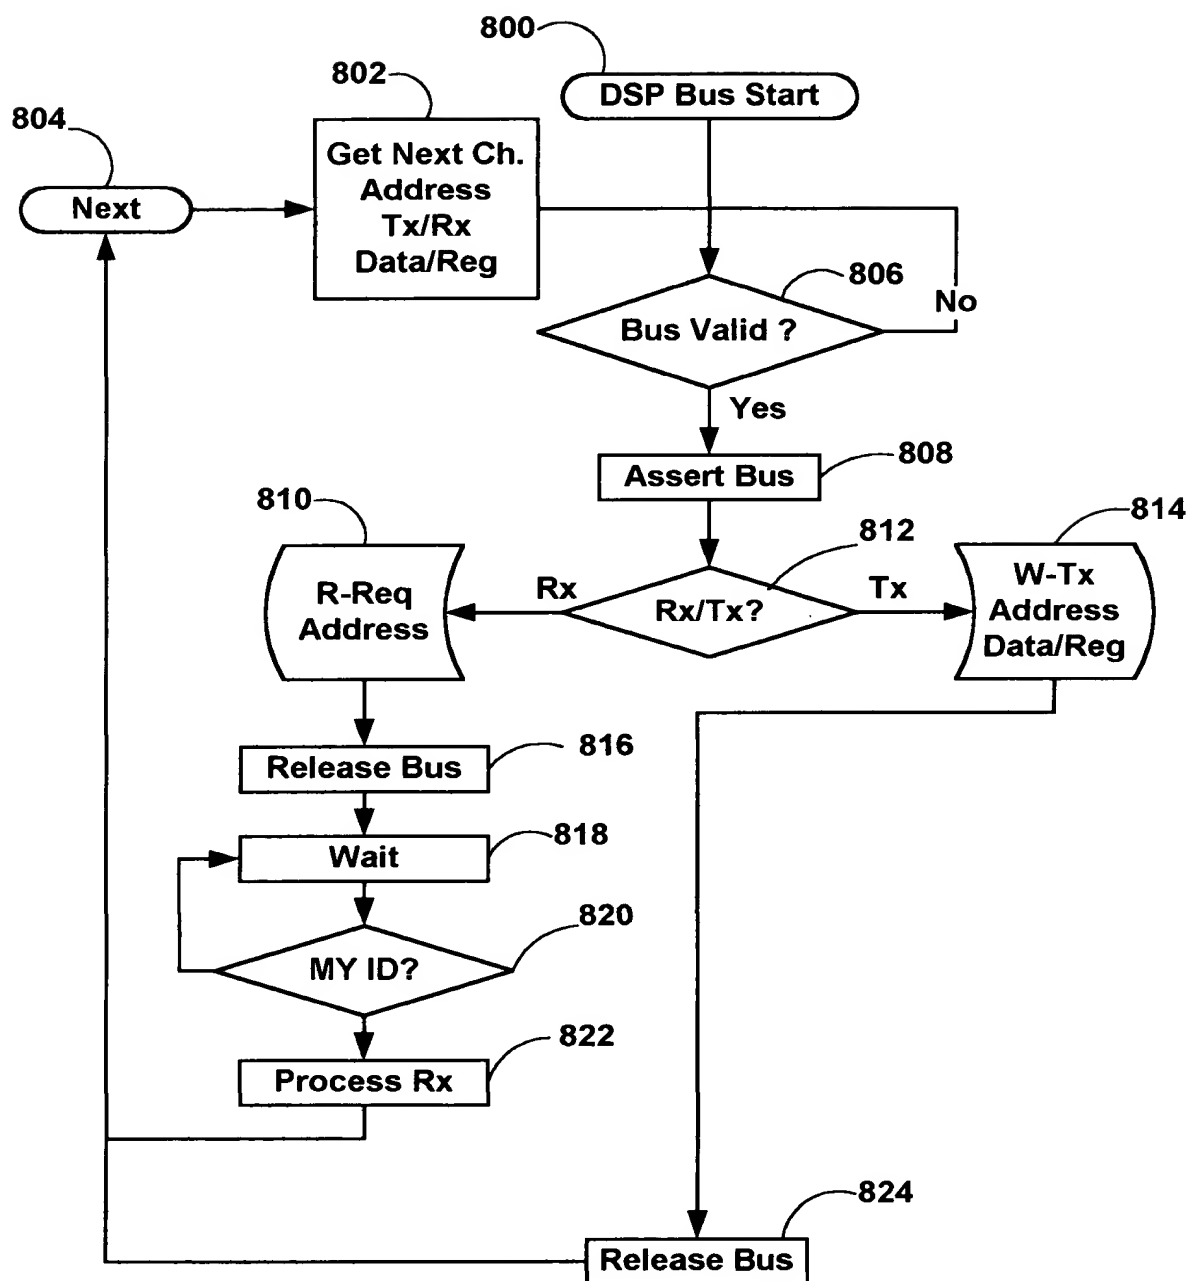 800
DSP Bus Start
802
804
Next
Get Next Ch.
Address
Tx/Rx
Data/Reg
806
No
Bus Valid ?
Yes
808
Assert Bus
810
R-Req
Address
812
Rx
Rx/Tx?
Tx
814
W-Tx
Address
Data/Reg
816
Release Bus
818
Wait
820
MY ID?
822
Process Rx
824
Release Bus